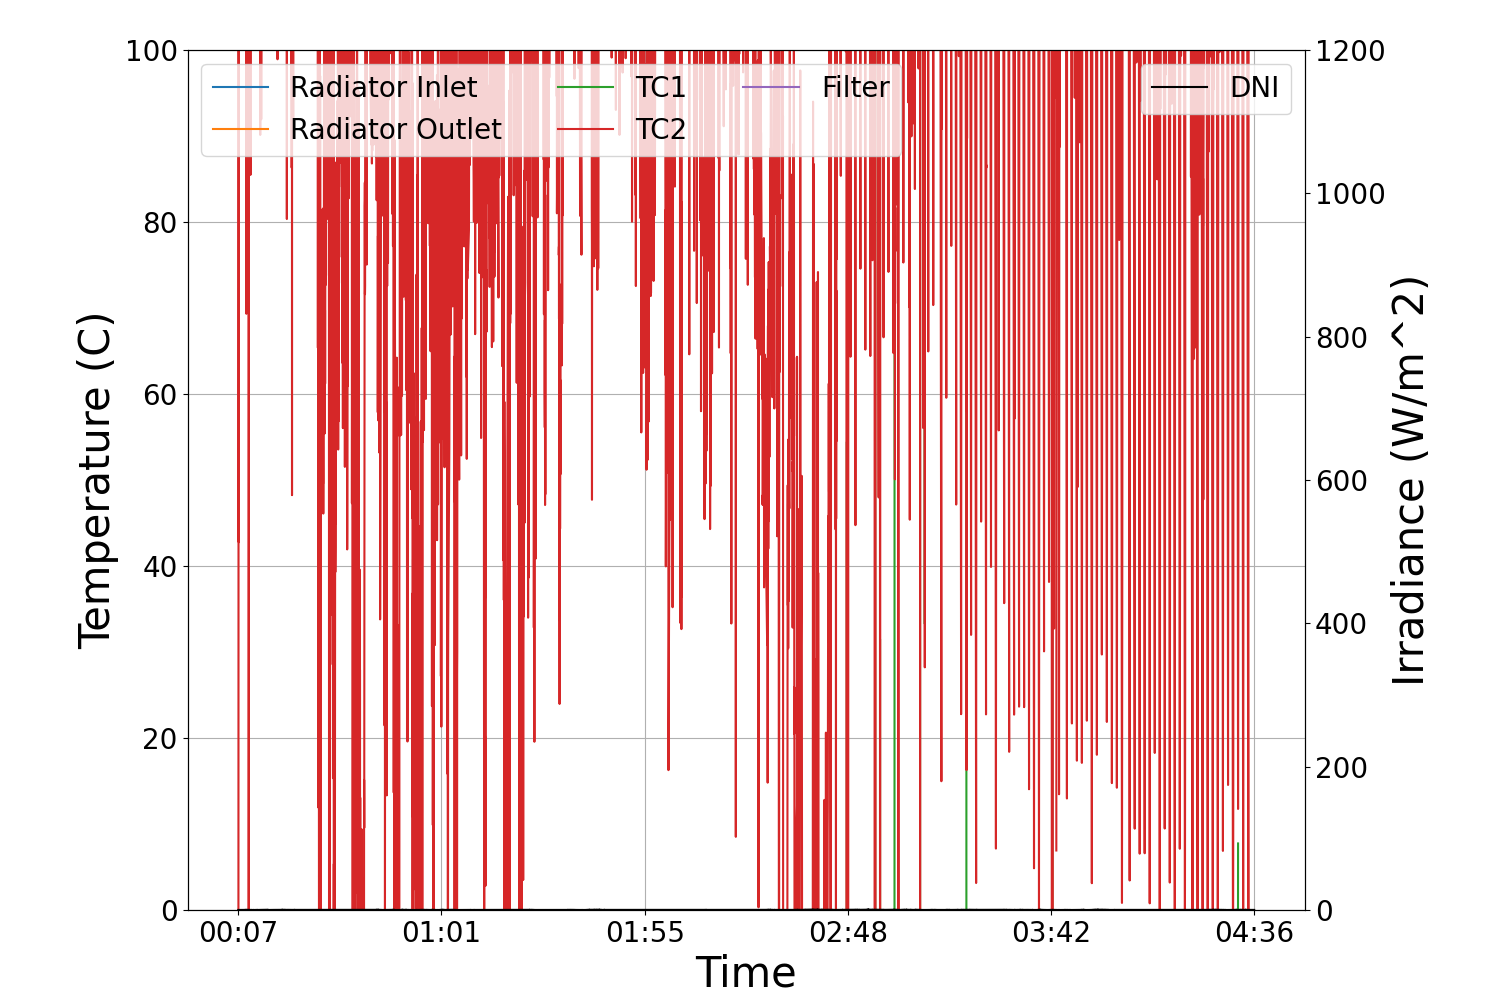 100
80
60
40
20
0
Temperature (C)
Radiator Inlet
Radiator Outlet
TC1
TC2
Filter
DNI
1200
1000
800
600
400
200
0
Irradiance (W/m^2)
00:07
01:01
01:55
02:48
03:42
04:36
Time